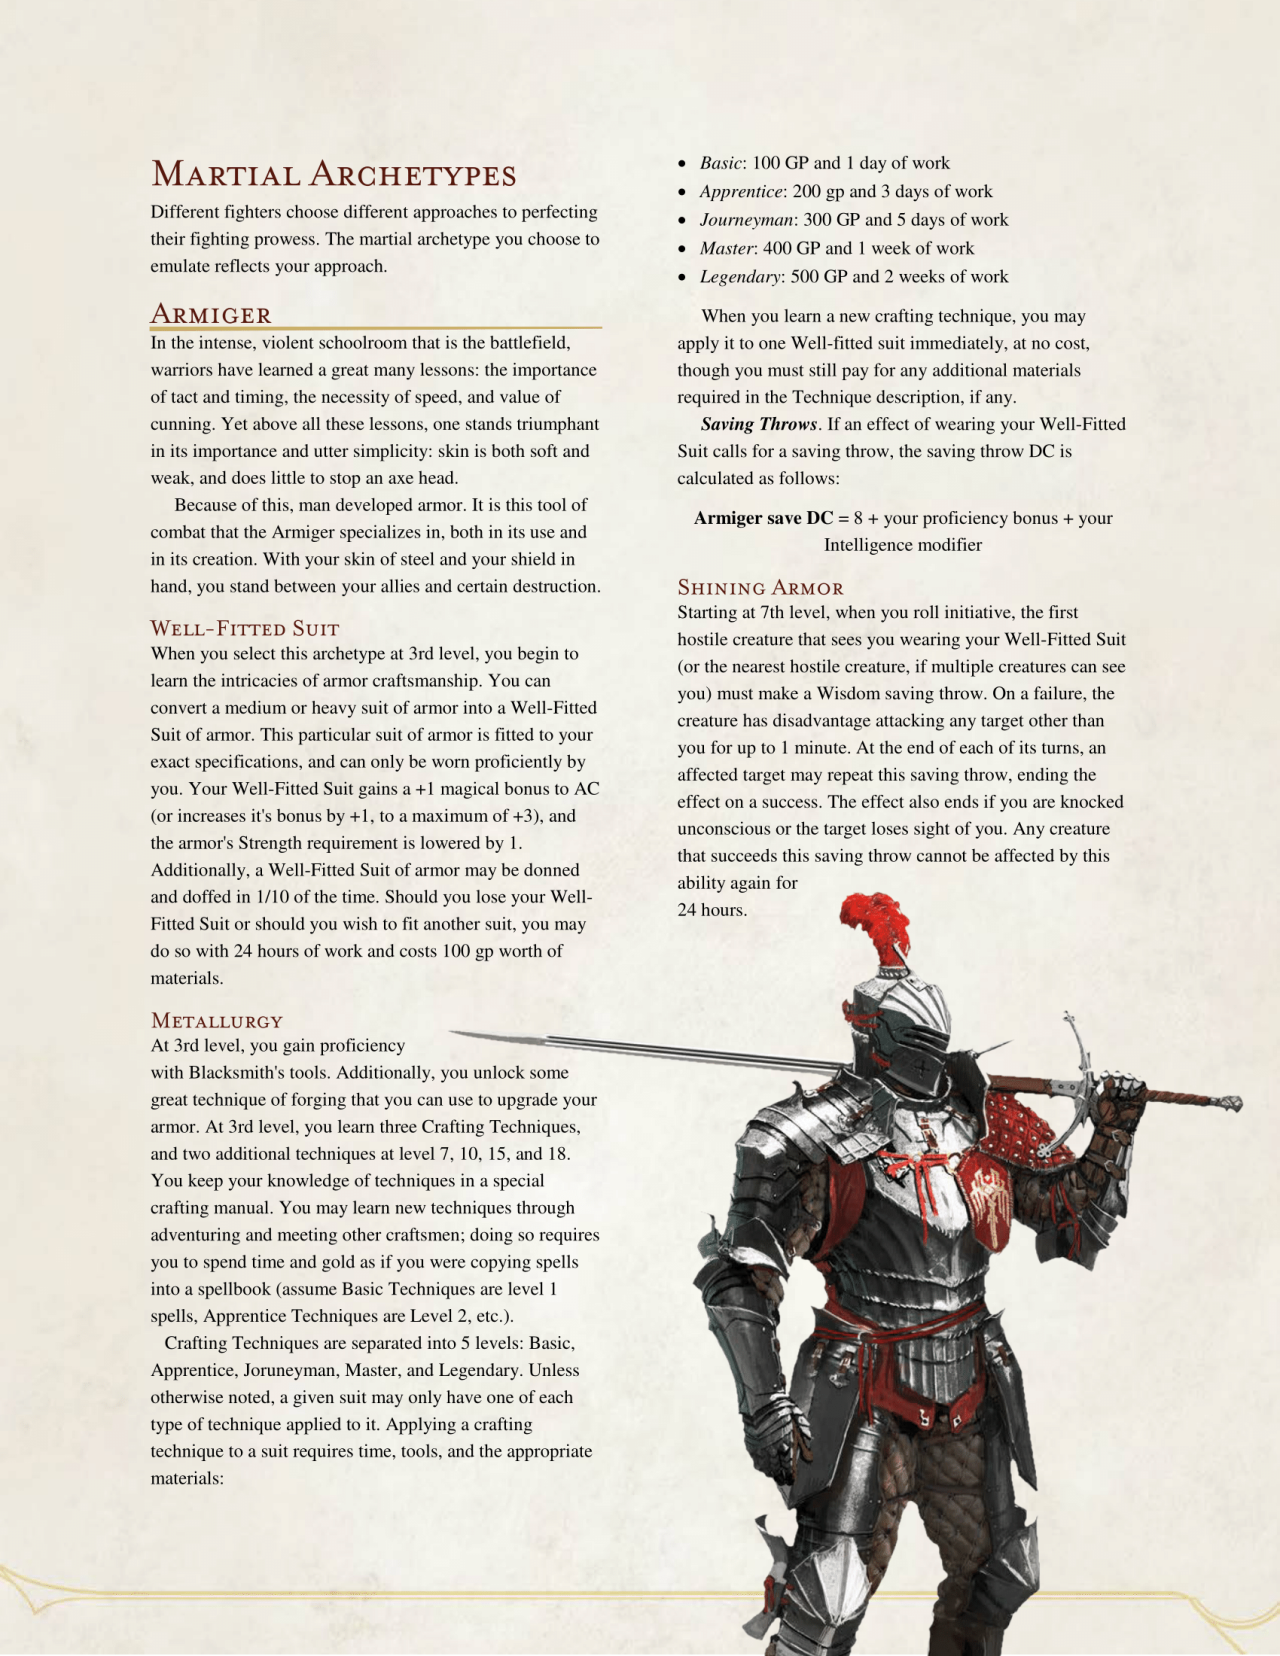 Martial Archetypes
Different fighters choose different approaches to perfecting
their fighting prowess. The martial archetype you choose to
emulate reflects your approach.
Armiger
In the intense, violent schoolroom that is the battlefield,
warriors have learned a great many lessons: the importance
of tact and timing, the necessity of speed, and value of
cunning. Yet above all these lessons, one stands triumphant
in its importance and utter simplicity: skin is both soft and
weak, and does little to stop an axe head.
Because of this, man developed armor. It is this tool of
combat that the Armiger specializes in, both in its use and
in its creation. With your skin of steel and your shield in
hand, you stand between your allies and certain destruction.
Well-Fitted Suit
When you select this archetype at 3rd level, you begin to
learn the intricacies of armor craftsmanship. You can
convert a medium or heavy suit of armor into a Well-Fitted
Suit of armor. This particular suit of armor is fitted to your
exact specifications, and can only be worn proficiently by
you. Your Well-Fitted Suit gains a +1 magical bonus to AC
(or increases it's bonus by +1, to a maximum of +3), and
the armor's Strength requirement is lowered by 1.
Additionally, a Well-Fitted Suit of armor may be donned
and doffed in 1/10 of the time. Should you lose your Well-
Fitted Suit or should you wish to fit another suit, you may
do so with 24 hours of work and costs 100 gp worth of
materials.
Metallurgy
At 3rd level, you gain proficiency
with Blacksmith's tools. Additionally, you unlock some
great technique of forging that you can use to upgrade your
armor. At 3rd level, you learn three Crafting Techniques,
and two additional techniques at level 7, 10, 15, and 18.
You keep your knowledge of techniques in a special
crafting manual. You may learn new techniques through
adventuring and meeting other craftsmen; doing so requires
you to spend time and gold as if you were copying spells
into a spellbook (assume Basic Techniques are level 1
spells, Apprentice Techniques are Level 2, etc.).
Crafting Techniques are separated into 5 levels: Basic,
Apprentice, Joruneyman, Master, and Legendary. Unless
otherwise noted, a given suit may only have one of each
type of technique applied to it. Applying a crafting
technique to a suit requires time, tools, and the appropriate
materials:
• Basic: 100 GP and 1 day of work
• Apprentice: 200 gp and 3 days of work
• Journeyman: 300 GP and 5 days of work
• Master: 400 GP and 1 week of work
• Legendary: 500 GP and 2 weeks of work
When you learn a new crafting technique, you may
apply it to one Well-fitted suit immediately, at no cost,
though you must still pay for any additional materials
required in the Technique description, if any.
Saving Throws. If an effect of wearing your Well-Fitted
Suit calls for a saving throw, the saving throw DC is
calculated as follows:
Armiger save DC = 8 + your proficiency bonus + your
Intelligence modifier
Shining Armor
Starting at 7th level, when you roll initiative, the first
hostile creature that sees you wearing your Well-Fitted Suit
(or the nearest hostile creature, if multiple creatures can see
you) must make a Wisdom saving throw. On a failure, the
creature has disadvantage attacking any target other than
you for up to 1 minute. At the end of each of its turns, an
affected target may repeat this saving throw, ending the
effect on a success. The effect also ends if you are knocked
unconscious or the target loses sight of you. Any creature
that succeeds this saving throw cannot be affected by this
ability again for
24 hours.